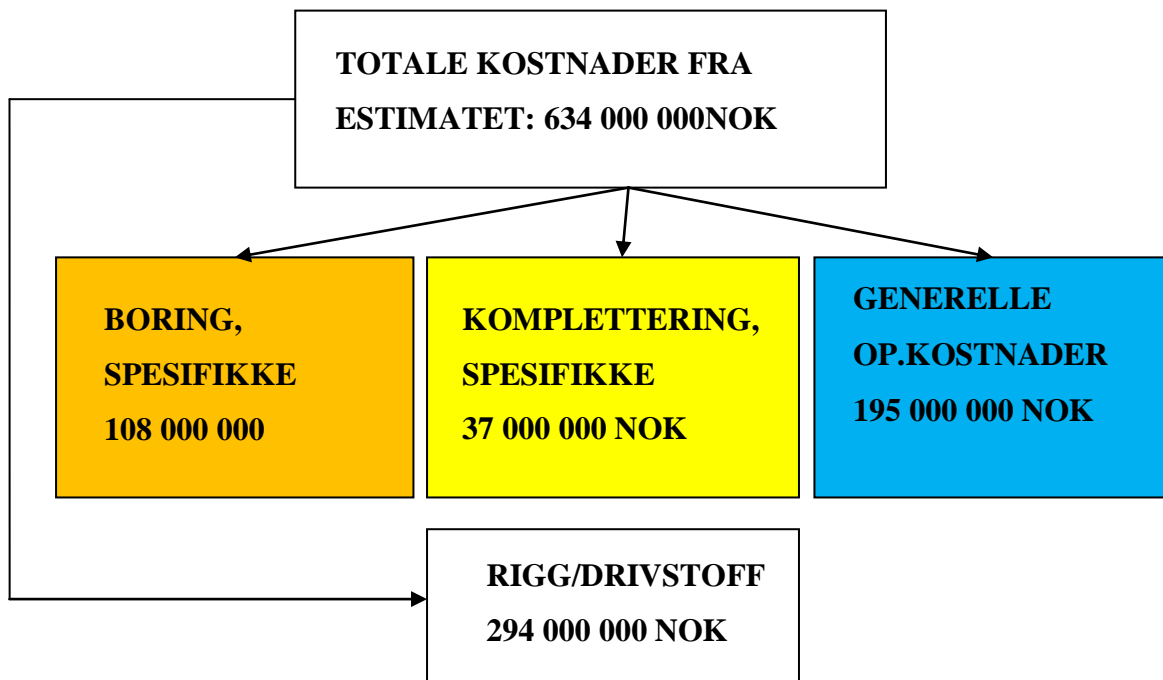 TOTALE KOSTNADER FRA
ESTIMATET: 634 000 000NOK
BORING,
SPESIFIKKE
108 000 000
KOMPLETTERING,
SPESIFIKKE
37 000 000 NOK
GENERELLE
OP.KOSTNADER
195 000 000 NOK
RIGG/DRIVSTOFF
294 000 000 NOK